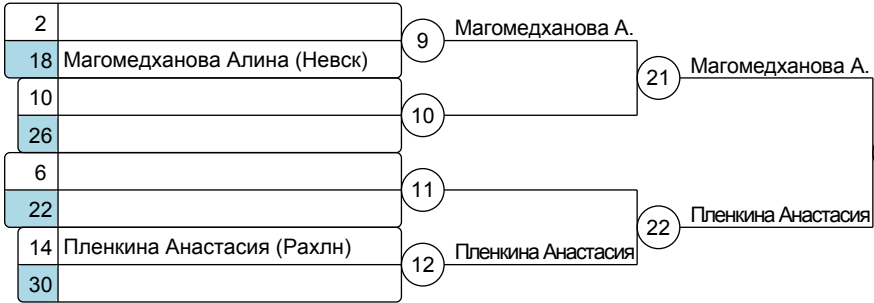 2
9 Магомедханова А.
18 Магомедханова Алина (Невск)
21 Магомедханова А.
10
10
26
6
11
22
22 Пленкина Анастасия
14 Пленкина Анастасия (Рахлн)
12 Пленкина Анастасия
30